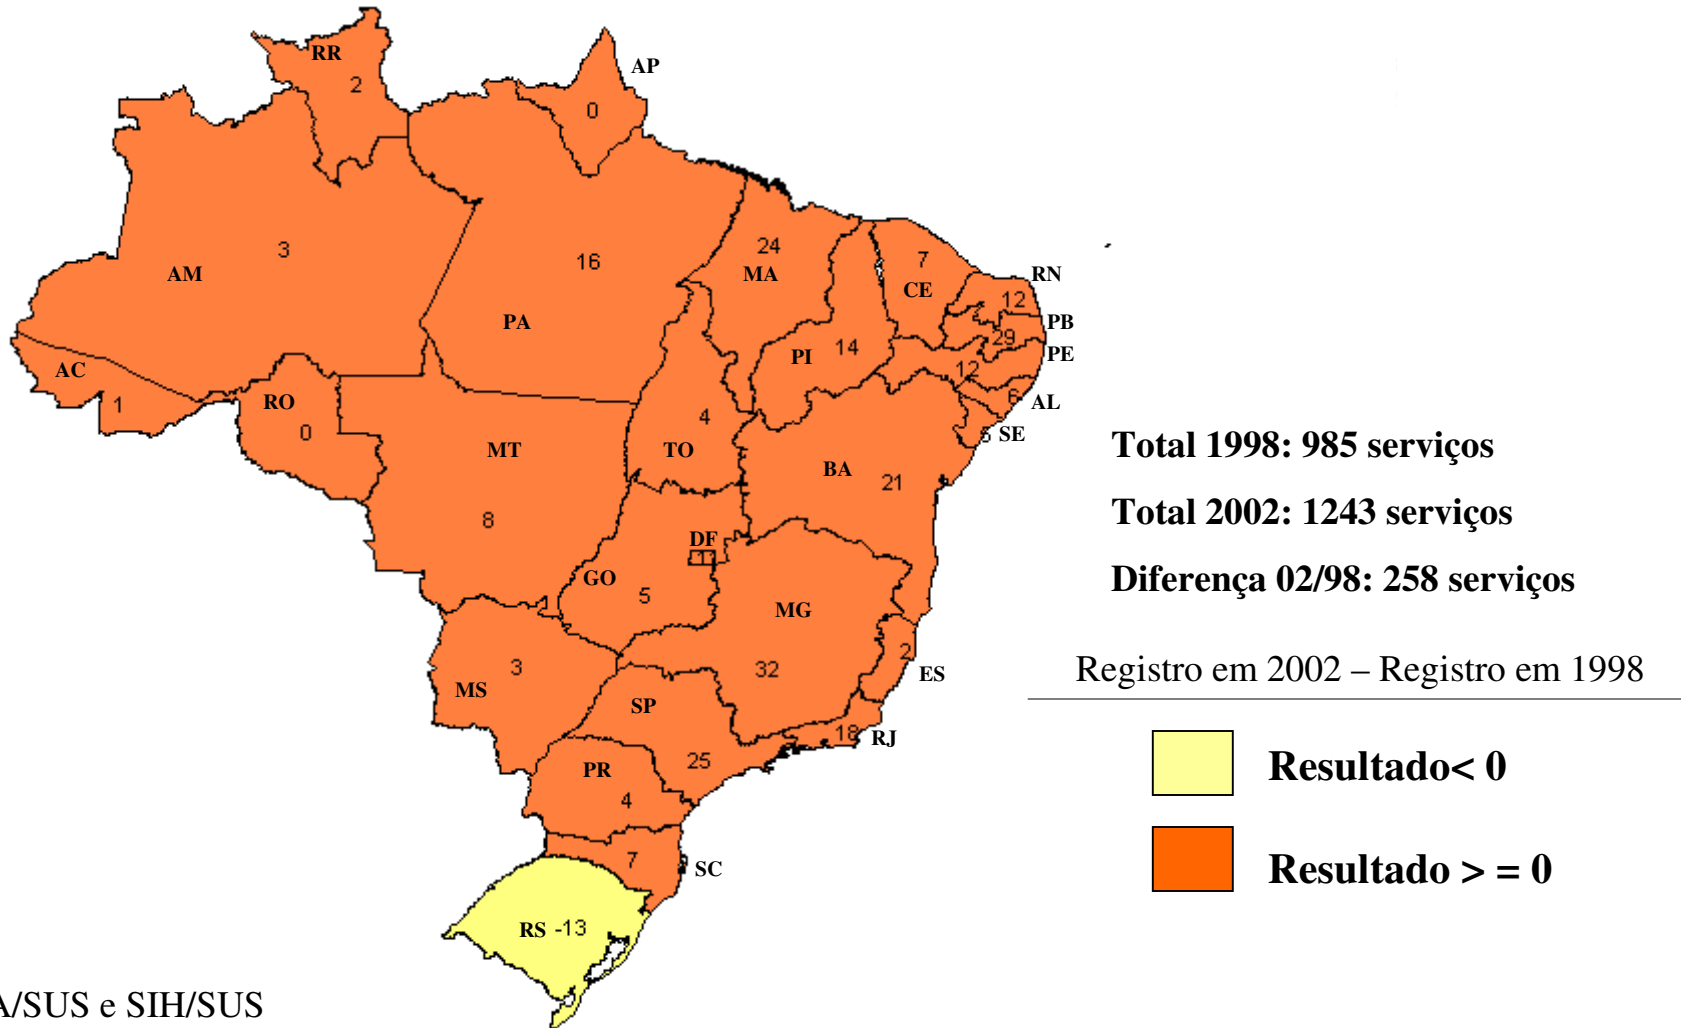 RR
2
AP
0
3
AM
16
PA
24
MA
7
CE
RN
12
PB
29
PE
12
PI 14
6
AL
SE
AC
1
RO
0
4
TO
MT
8
BA
21
DF
11
GO
5
1
MG
32
2
ES
3
MS
SP
25
18
RJ
PR
4
7
SC
RS -13
Total 1998: 985 serviços
Total 2002: 1243 serviços
Diferença 02/98: 258 serviços
Registro em 2002 – Registro em 1998
Resultado< 0
Resultado > = 0
A/SUS e SIH/SUS